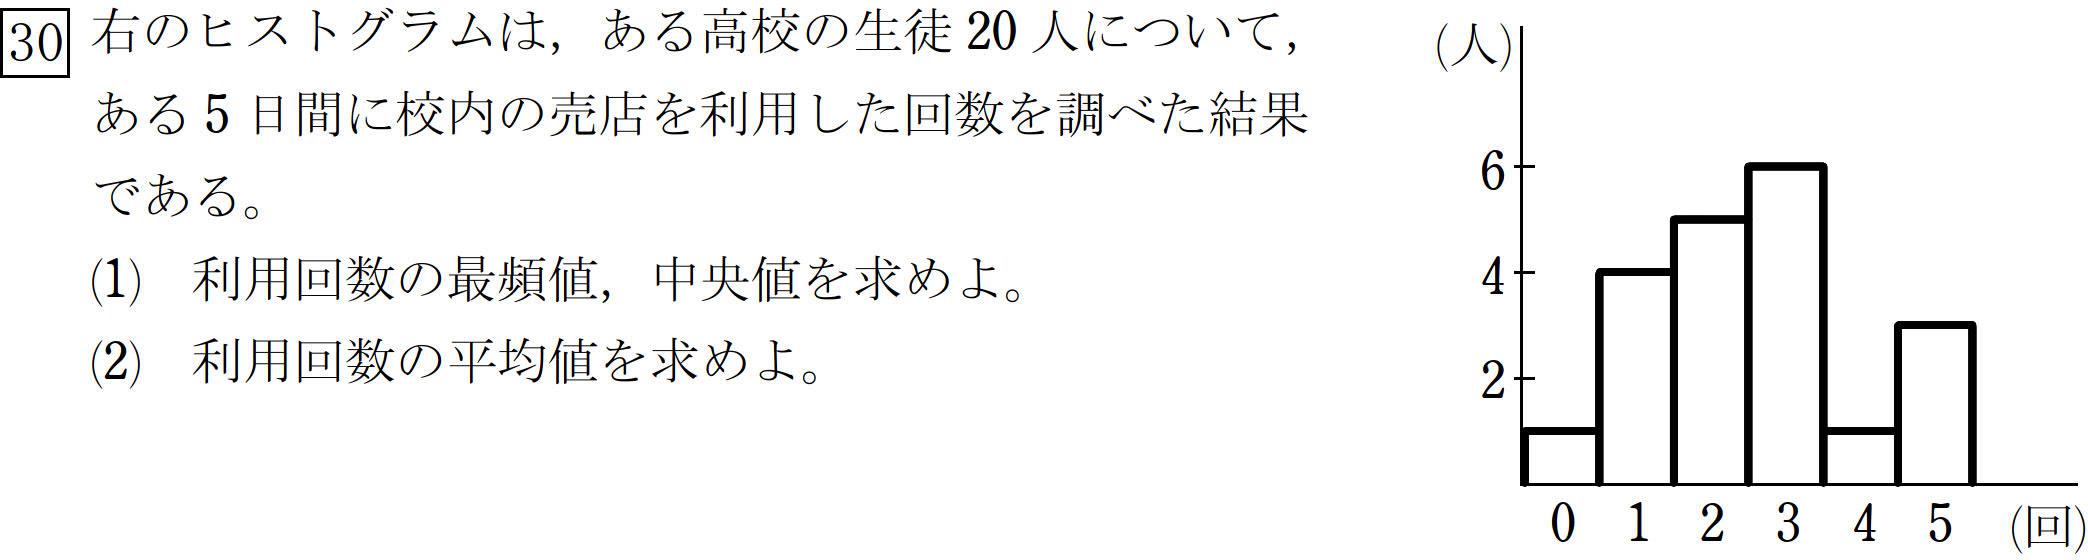 30 右のヒストグラムは，ある高校の生徒 20 人について，
ある 5 日間に校内の売店を利用した回数を調べた結果
である。
(1) 利用回数の最頻値，中央値を求めよ。
(2) 利用回数の平均値を求めよ。
(人)
6
4
2
0 1 2 3 4 5 (回)